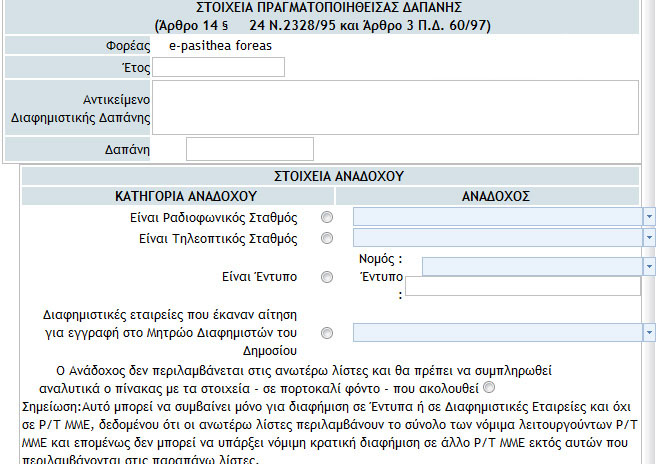 ΣΤΟΙΧΕΙΑ ΠΡΑΓΜΑΤΟΠΟΙΗΘΕΙΣΑΣ ΔΑΠΑΝΗΣ
(Άρθρο 14 § 24 Ν.2328/95 και Άρθρο 3 Π.Δ. 60/97)
Φορέας e-pasithea foreas
Έτος
Αντικείμενο
Διαφημιστικής Δαπάνης
Δαπάνη
ΣΤΟΙΧΕΙΑ ΑΝΑΔΟΧΟΥ
ΚΑΤΗΓΟΡΙΑ ΑΝΑΔΟΧΟΥ ΑΝΑΔΟΧΟΣ
Είναι Ραδιοφωνικός Σταθμός
Είναι Τηλεοπτικός Σταθμός
Νομός :
Είναι Έντυπο Έντυπο
:
Διαφημιστικές εταιρείες που έκαναν αίτηση
για εγγραφή στο Μητρώο Διαφημιστών του
Δημοσίου
Ο Ανάδοχος δεν περιλαμβάνεται στις ανωτέρω λίστες και θα πρέπει να συμπληρωθεί
αναλυτικά ο πίνακας με τα στοιχεία - σε πορτοκαλί φόντο - που ακολουθεί
Σημείωση:Αυτό μπορεί να συμβαίνει μόνο για διαφήμιση σε Έντυπα ή σε Διαφημιστικές Εταιρείες και όχι
σε Ρ/Τ ΜΜΕ, δεδομένου ότι οι ανωτέρω λίστες περιλαμβάνουν το σύνολο των νόμιμα λειτουργούντων Ρ/Τ
ΜΜΕ και επομένως δεν μπορεί να υπάρξει νόμιμη κρατική διαφήμιση σε άλλο Ρ/Τ ΜΜΕ εκτός αυτών που
περιλαμβάνονται στις παραπάνω λίστες.